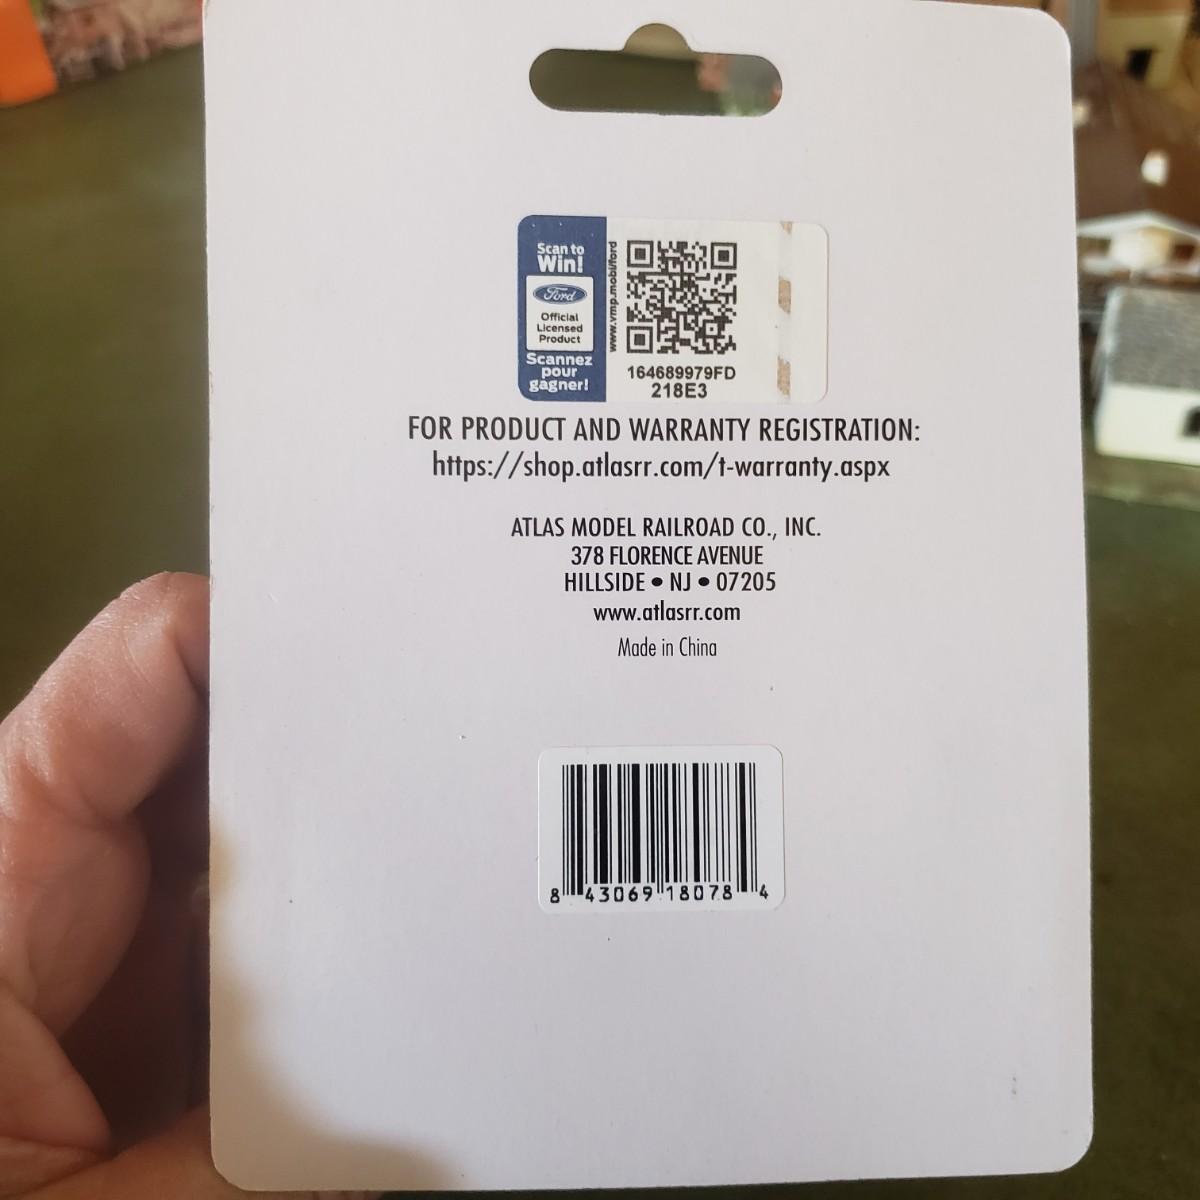 Scan to
Win!
Ford
Official
Licensed
Product
Scannez
pour
gagner!
www.vmp.mobi/ford
164689979FD
218E3
FOR PRODUCT AND WARRANTY REGISTRATION:
https://shop.atlasrr.com/t-warranty.aspx
ATLAS MODEL RAILROAD CO., INC.
378 FLORENCE AVENUE
HILLSIDE • NJ • 07205
www.atlasrr.com
Made in China
8 43069 18078 4